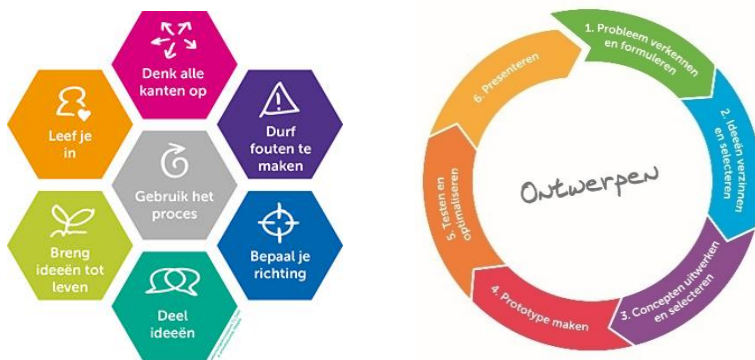 Denk alle
kanten op
Leef je
in
Durf
fouten te
maken
Gebruik het
proces
Breng
ideeën tot
leven
Bepaal je
richting
Deel
ideeën
1. Probleem verkennen
en formuleren
2. Ideeën verzinnen
en selecteren
3. Concepten uitwerken
en selecteren
4. Prototype maken
5. Testen en
optimaliseren
6. Presenteren
Ontwerpen